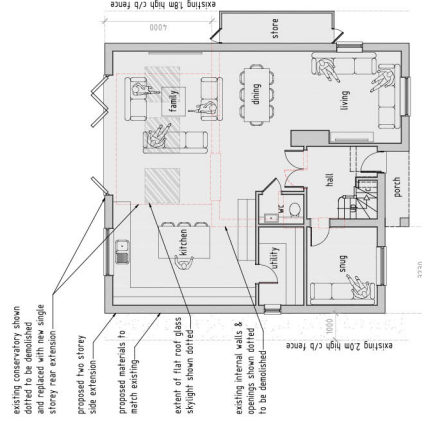 existing conservatory shown
dotted to be demolished
and replaced with new single
storey rear extension
proposed two storey
side extension
proposed materials to
match existing
extent of flat roof glass
skylight shown dotted
existing internal walls &
openings shown dotted
to be demolished
existing 2.0m high c/b fence
1000
kitchen
utility
snug
family
wc
UP
hall
porch
dining
living
store
4000
existing high c/b fence